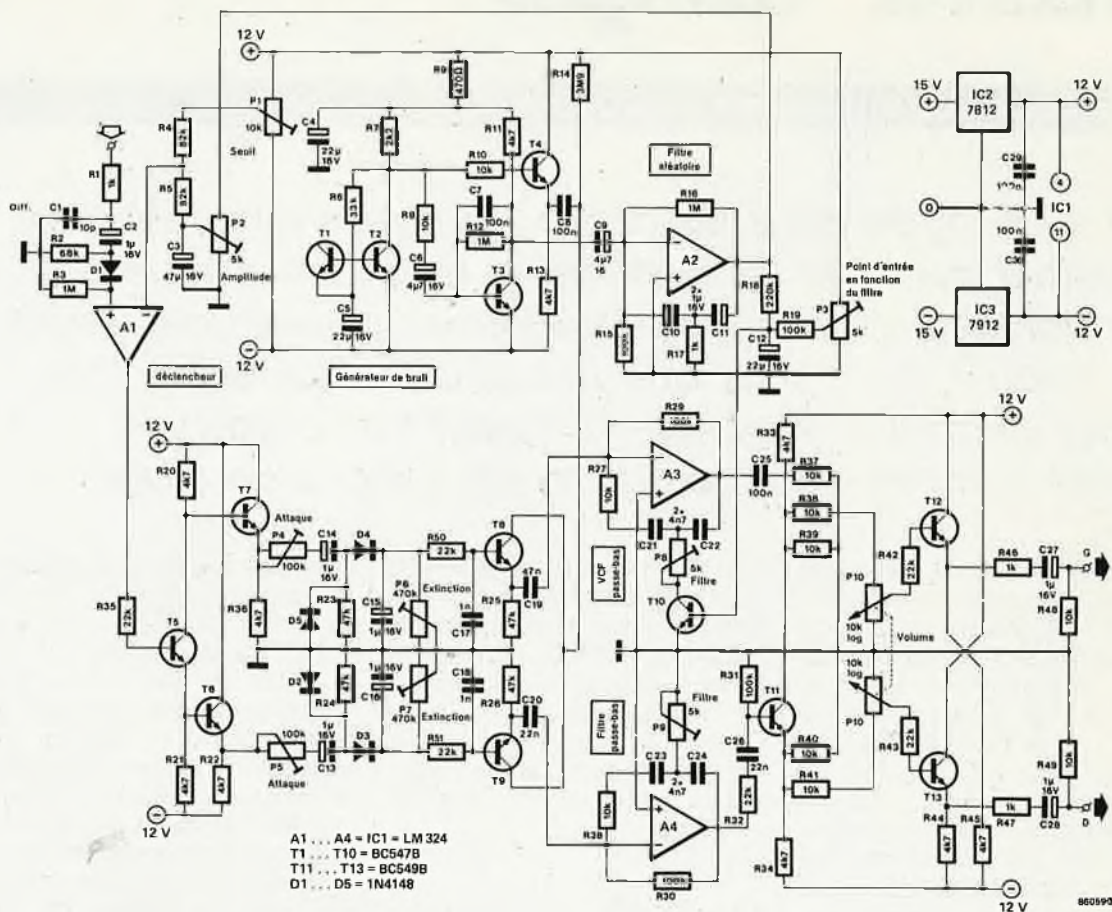 12 V
12 V
R9
470Ω
R14
3M9
15 V
IC2
7812
12 V
R4
82k
P1
10k
Seuil
C4
22µ
16V
R7
2k2
R11
4k7
T4
R10
10k
Filtre
aléatoire
C29
100n
4
R1
1k
R5
82k
R6
33k
R8
10k
C7
100n
R12
1M
C8
100n
R16
1M
0
IC1
Diff.
C1
10p
C2
1µ
16V
P2
5k
T1
T2
C9
4µ7
16
A2
100n
C36
11
R2
68k
D1
C3
47µ
16V
Amplitude
C6
4µ7
16V
T3
R13
4k7
R18
220k
Point d'entrée
en fonction
du filtre
R3
1M
A1
C5
22µ
16V
R15
100k
2×
1µ
16V
C10
C11
R17
1k
R19
100k
P3
5k
C12
22µ
16V
15 V
IC3
7912
12 V
déclencheur
12 V
Générateur de bruit
12 V
R20
4k7
T7
Attaque
P4
100k
C14
1µ
16V
D4
R50
22k
T8
R29
100k
R27
10k
A3
C25
100n
R33
4k7
R37
10k
12 V
R38
10k
T12
R39
10k
R35
22k
R36
4k7
D5
R23
47k
C15
1µ
16V
P6
470k
Extinction
1n
C17
47n
C19
R25
47k
VCF
passe-bas
C21
2×
4n7
C22
P8
5k
Filtre
T10
P10
10k
log
R42
22k
R46
1k
C27
1µ
16V
G
R48
10k
T5
Volume
D2
R24
47k
1µ
16V
C16
P7
470k
Extinction
C18
1n
47k
R26
C20
22n
Filtre
5k
P9
R31
100k
T11
10k
log
P10
T6
100k
P5
Attaque
1µ
16V
C13
D3
R51
22k
T9
Filtre
passe-bas
C23
2×
4n7
C24
C26
22n
R40
10k
R41
10k
R43
22k
T13
R49
10k
R21
4k7
R22
4k7
12 V
10k
R38
A4
22k
R32
R30
100k
R34
4k7
R44
4k7
R45
4k7
1k
R47
1µ
16V
C28
D
12 V
A1 . . . A4 = IC1 = LM 324
T1 . . . T10 = BC547B
T11 . . . T13 = BC549B
D1 . . . D5 = 1N4148
860590